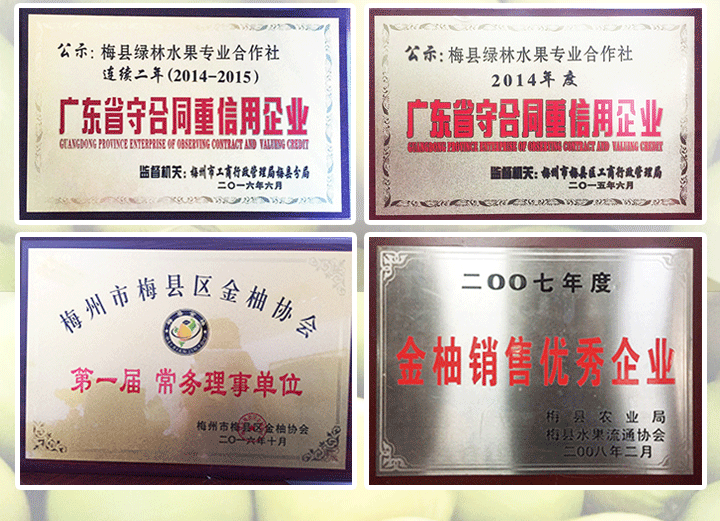 公示：梅县绿林水果专业合作社
连续二年(2014-2015)
广东省守合同重信用企业
GUANGDONG PROVINCE ENTERPRISE OF OBSERVING CONTRACT AND VALUING CREDIT
监督机关：梅州市工商行政管理局梅县分局
二〇一六年六月
公示：梅县绿林水果专业合作社
2014年度
广东省守合同重信用企业
GUANGDONG PROVINCE ENTERPRISE OF OBSERVING CONTRACT AND VALUING CREDIT
监督机关：梅州市梅县区工商行政管理局
二〇一五年六月
梅州市梅县区金柚协会
第一届 常务理事单位
梅州市梅县区金柚协会
二〇一六年十月
二〇〇七年度
金柚销售优秀企业
梅县农业局
梅县水果流通协会
二〇〇八年二月